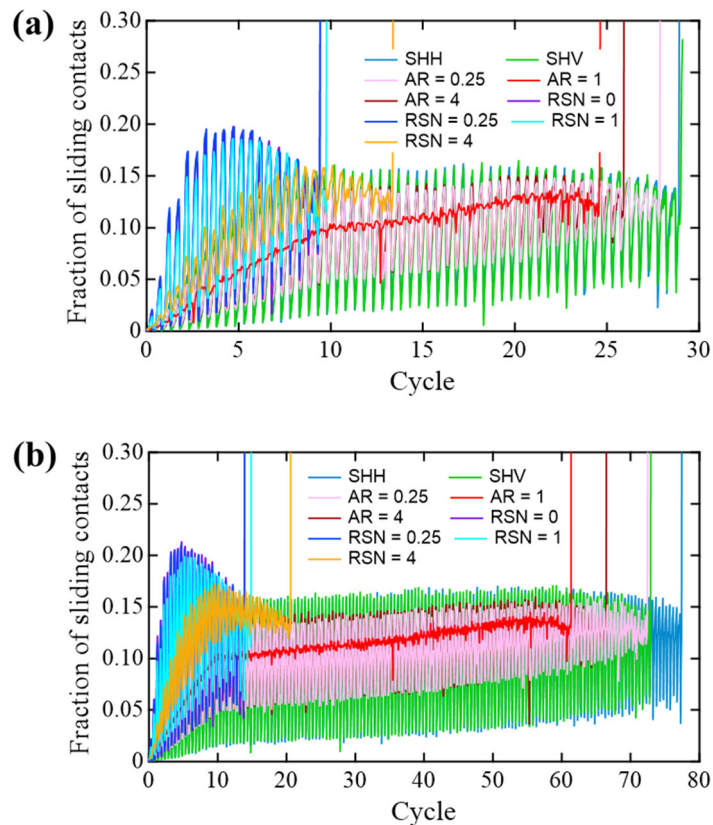 (a)
0.30
0.25
0.20
0.15
0.10
0.05
0
Fraction of sliding contacts
SHH
SHV
AR = 0.25
AR = 1
AR = 4
RSN = 0
RSN = 0.25
RSN = 1
RSN = 4
0 5 10 15 20 25 30
Cycle
(b)
0.30
0.25
0.20
0.15
0.10
0.05
0
Fraction of sliding contacts
SHH
SHV
AR = 0.25
AR = 1
AR = 4
RSN = 0
RSN = 0.25
RSN = 1
RSN = 4
0 10 20 30 40 50 60 70 80
Cycle